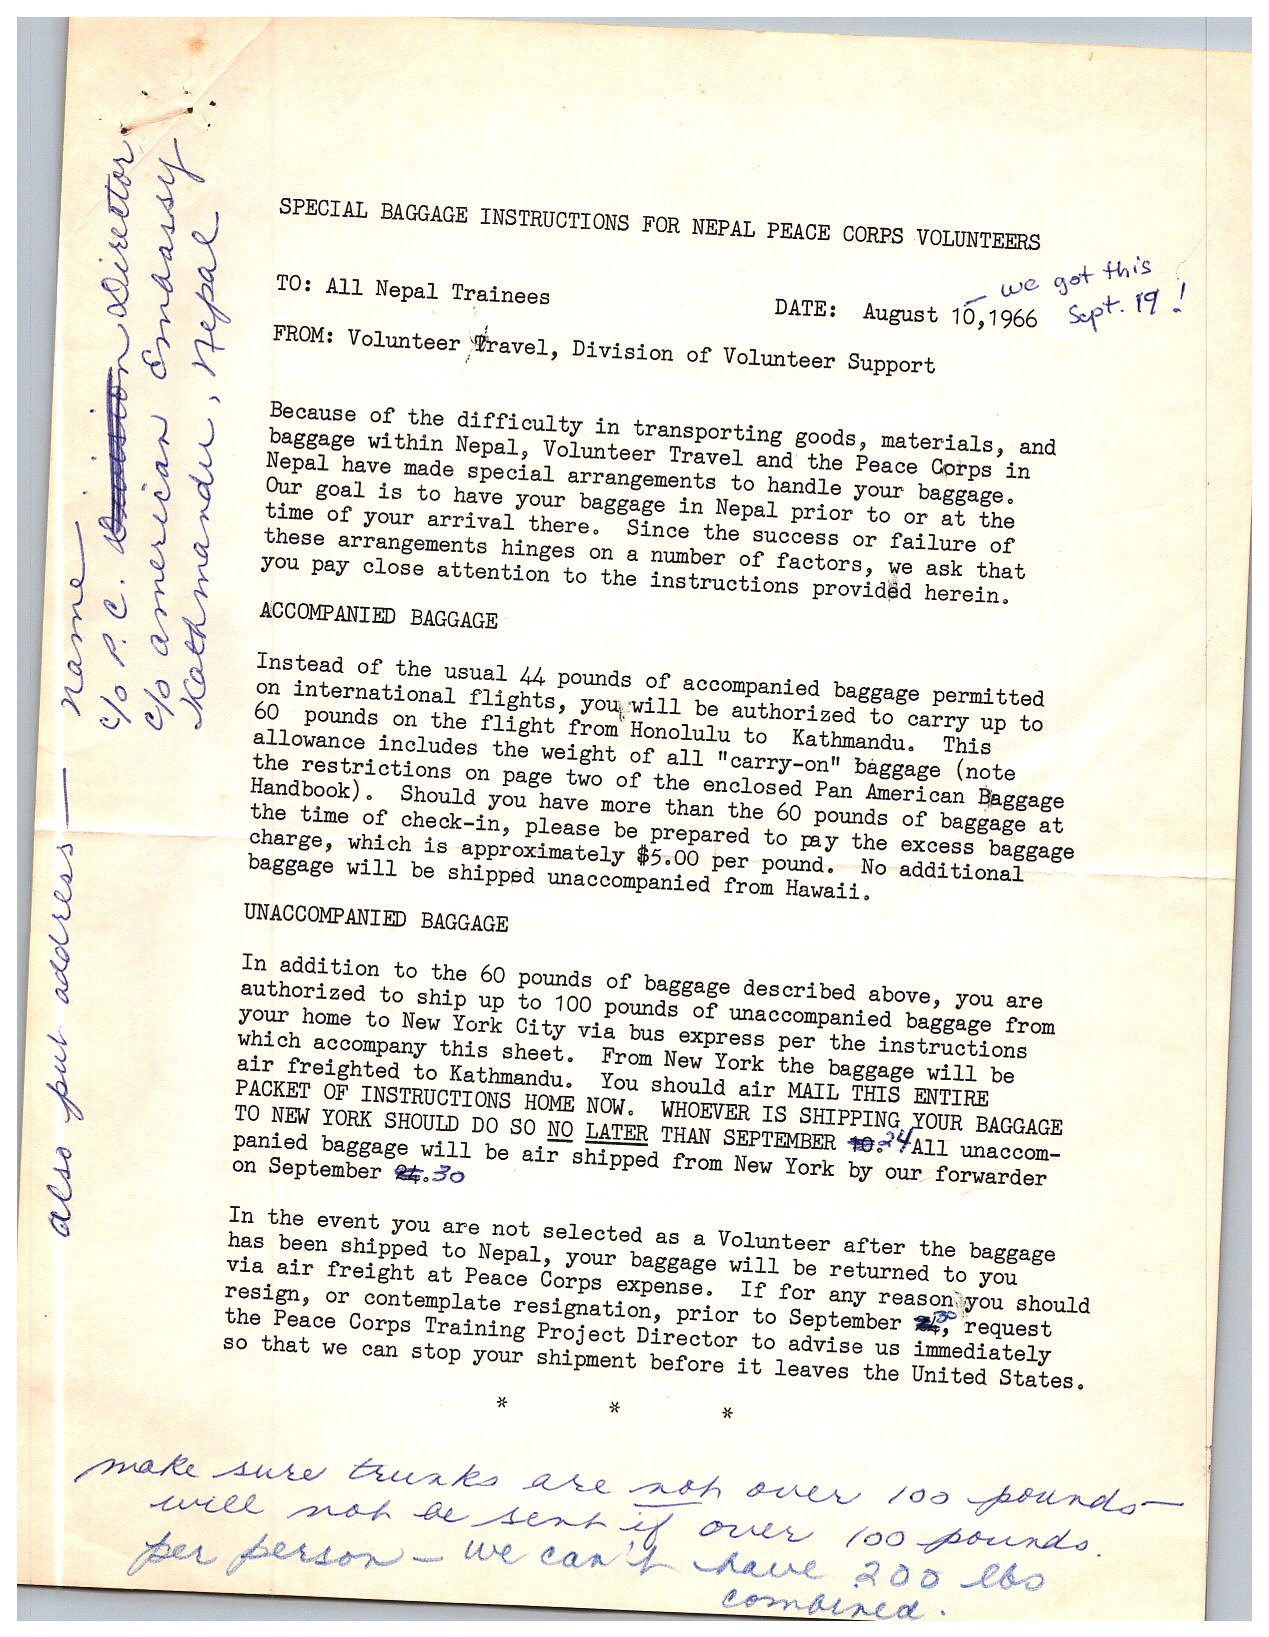 SPECIAL BAGGAGE INSTRUCTIONS FOR NEPAL PEACE CORPS VOLUNTEERS
TO: All Nepal Trainees
DATE: August 10,1966
— we got this
Sept. 19!
FROM: Volunteer Travel, Division of Volunteer Support
Because of the difficulty in transporting goods, materials, and
baggage within Nepal, Volunteer Travel and the Peace Corps in
Nepal have made special arrangements to handle your baggage.
Our goal is to have your baggage in Nepal prior to or at the
time of your arrival there. Since the success or failure of
these arrangements hinges on a number of factors, we ask that
you pay close attention to the instructions provided herein.
ACCOMPANIED BAGGAGE
Instead of the usual 44 pounds of accompanied baggage permitted
on international flights, you will be authorized to carry up to
60 pounds on the flight from Honolulu to Kathmandu. This
allowance includes the weight of all "carry-on" baggage (note
the restrictions on page two of the enclosed Pan American Baggage
Handbook). Should you have more than the 60 pounds of baggage at
the time of check-in, please be prepared to pay the excess baggage
charge, which is approximately $5.00 per pound. No additional
baggage will be shipped unaccompanied from Hawaii.
UNACCOMPANIED BAGGAGE
In addition to the 60 pounds of baggage described above, you are
authorized to ship up to 100 pounds of unaccompanied baggage from
your home to New York City via bus express per the instructions
which accompany this sheet. From New York the baggage will be
air freighted to Kathmandu. You should air MAIL THIS ENTIRE
PACKET OF INSTRUCTIONS HOME NOW. WHOEVER IS SHIPPING YOUR BAGGAGE
TO NEW YORK SHOULD DO SO NO LATER THAN SEPTEMBER 10. 24 All unaccom-
panied baggage will be air shipped from New York by our forwarder
on September 24. 30
In the event you are not selected as a Volunteer after the baggage
has been shipped to Nepal, your baggage will be returned to you
via air freight at Peace Corps expense. If for any reason you should
resign, or contemplate resignation, prior to September 24, 30 request
the Peace Corps Training Project Director to advise us immediately
so that we can stop your shipment before it leaves the United States.
* * *
make sure trunks are not over 100 pounds —
will not be sent if over 100 pounds.
per person — we can't have 200 lbs
combined.
also put address — name —
c/o P.C. Director
c/o American Embassy
Kathmandu, Nepal